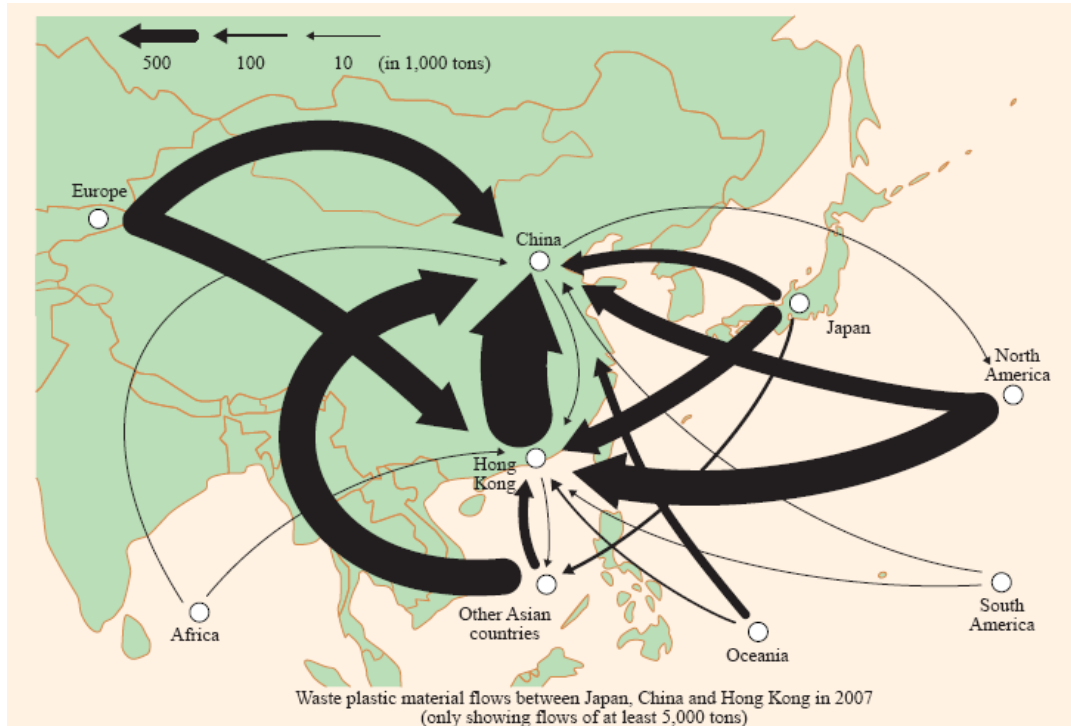 500 100 10 (in 1,000 tons)
Europe
China
Japan
North
America
Hong
Kong
Other Asian
countries
Africa
Oceania
South
America
Waste plastic material flows between Japan, China and Hong Kong in 2007
(only showing flows of at least 5,000 tons)